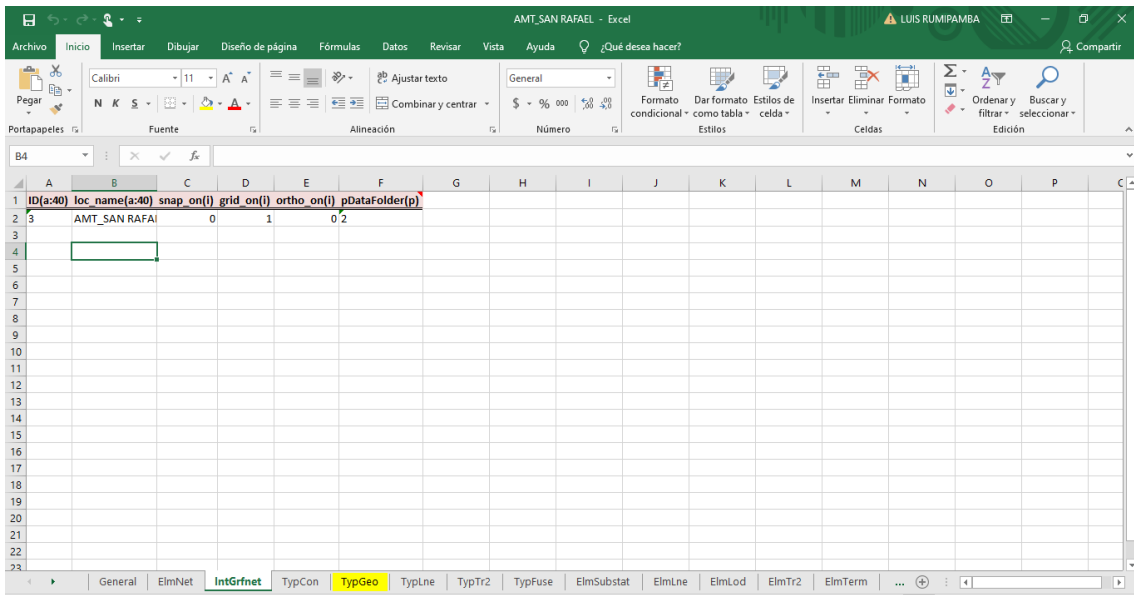 AMT_SAN RAFAEL - Excel
LUIS RUMIPAMBA
Archivo Inicio Insertar Dibujar Diseño de página Fórmulas Datos Revisar Vista Ayuda ¿Qué desea hacer? Compartir
Pegar
Calibri 11
N K S
Ajustar texto
Combinar y centrar
General
$ % 000
Formato condicional
Dar formato como tabla
Estilos de celda
Insertar Eliminar Formato
Ordenar y filtrar
Buscar y seleccionar
Portapapeles Fuente Alineación Número Estilos Celdas Edición
B4 fx
A B C D E F G H I J K L M N O P
1 ID(a:40) loc_name(a:40) snap_on(i) grid_on(i) ortho_on(i) pDataFolder(p)
2 3 AMT_SAN RAFAI 0 1 0 2
3
4
5
6
7
8
9
10
11
12
13
14
15
16
17
18
19
20
21
22
23
General ElmNet IntGrfnet TypCon TypGeo TypLne TypTr2 TypFuse ElmSubstat ElmLne ElmLod ElmTr2 ElmTerm ...